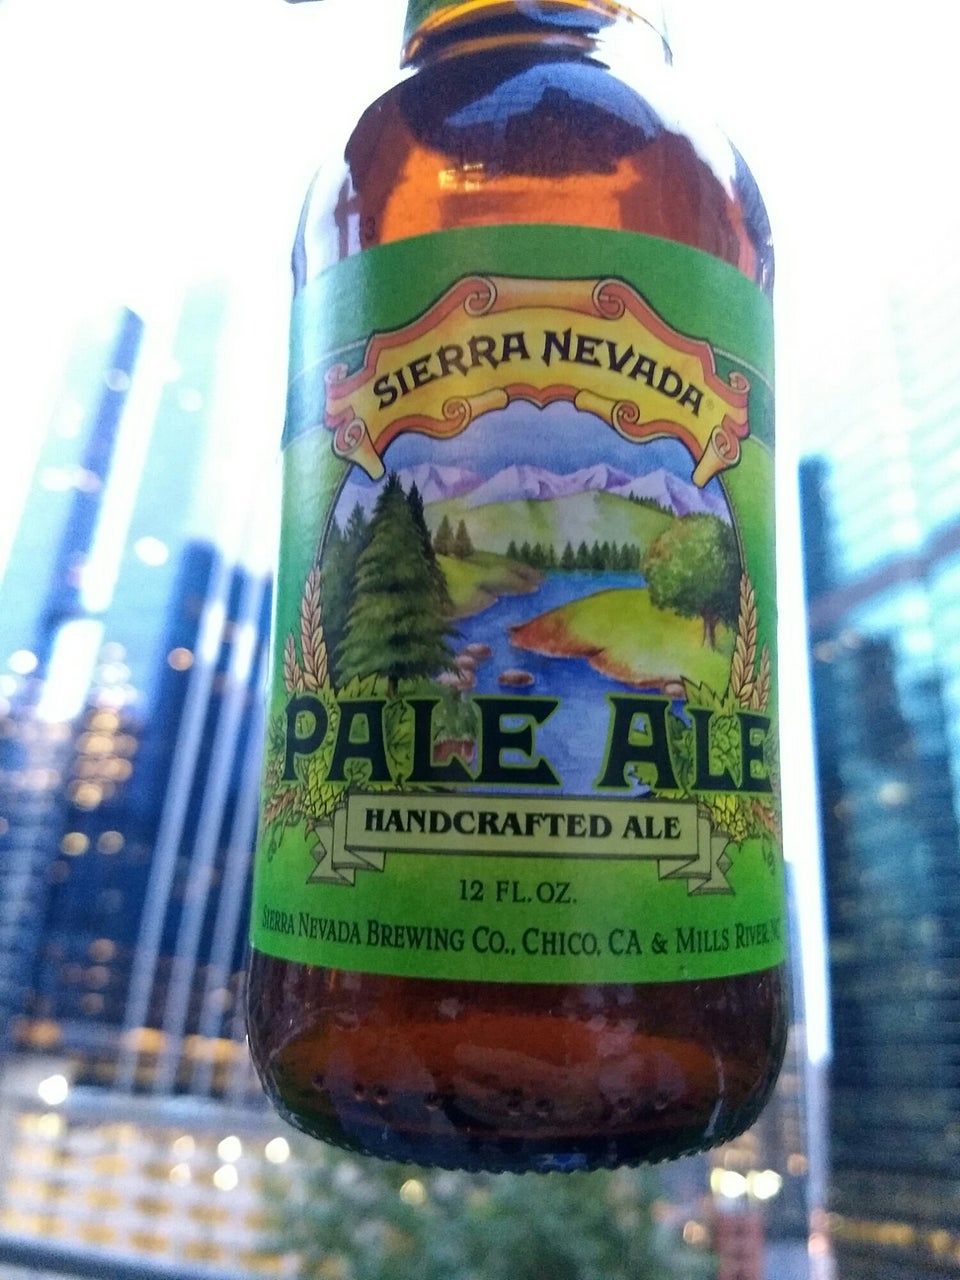 SIERRA NEVADA®
PALE ALE
HANDCRAFTED ALE
12 FL. OZ.
SIERRA NEVADA BREWING CO., CHICO, CA & MILLS RIVER, NC